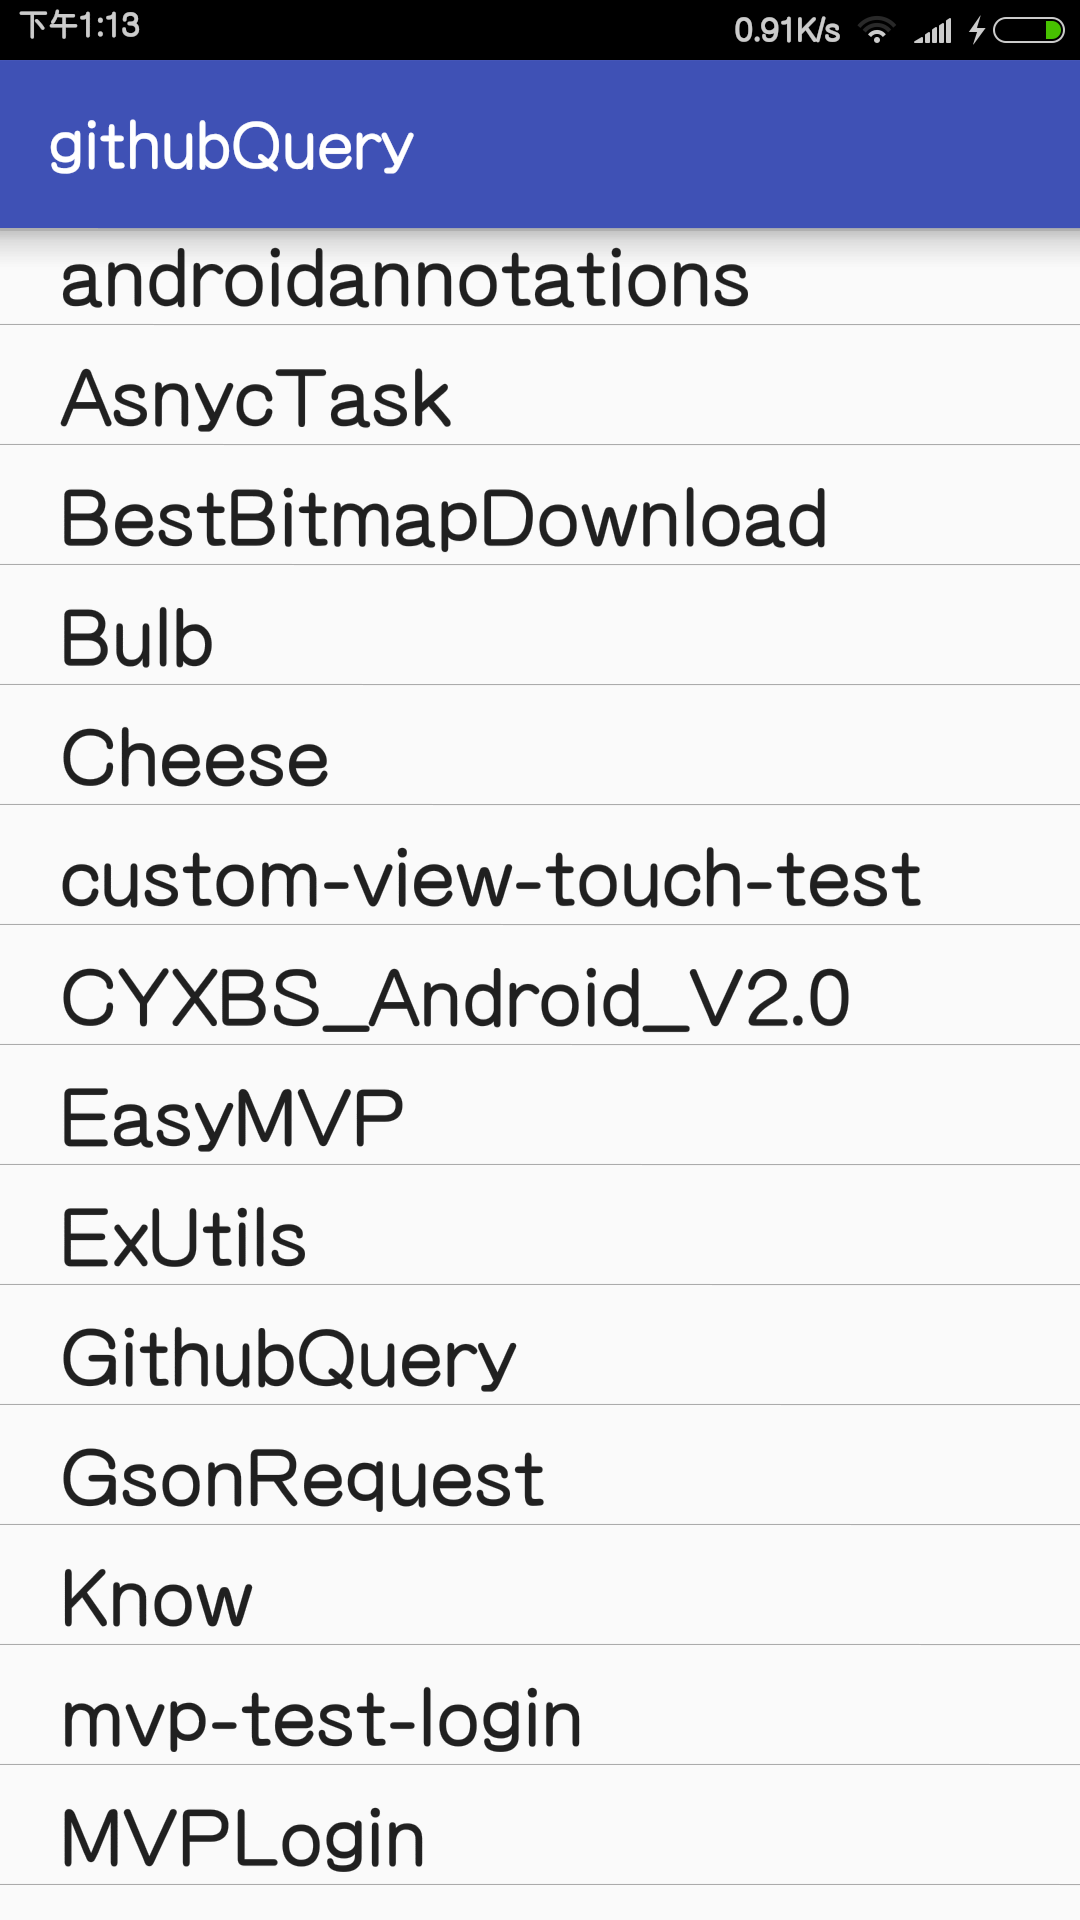 下午1:13
0.91K/s
githubQuery
androidannotations
AsnycTask
BestBitmapDownload
Bulb
Cheese
custom-view-touch-test
CYXBS_Android_V2.0
EasyMVP
ExUtils
GithubQuery
GsonRequest
Know
mvp-test-login
MVPLogin